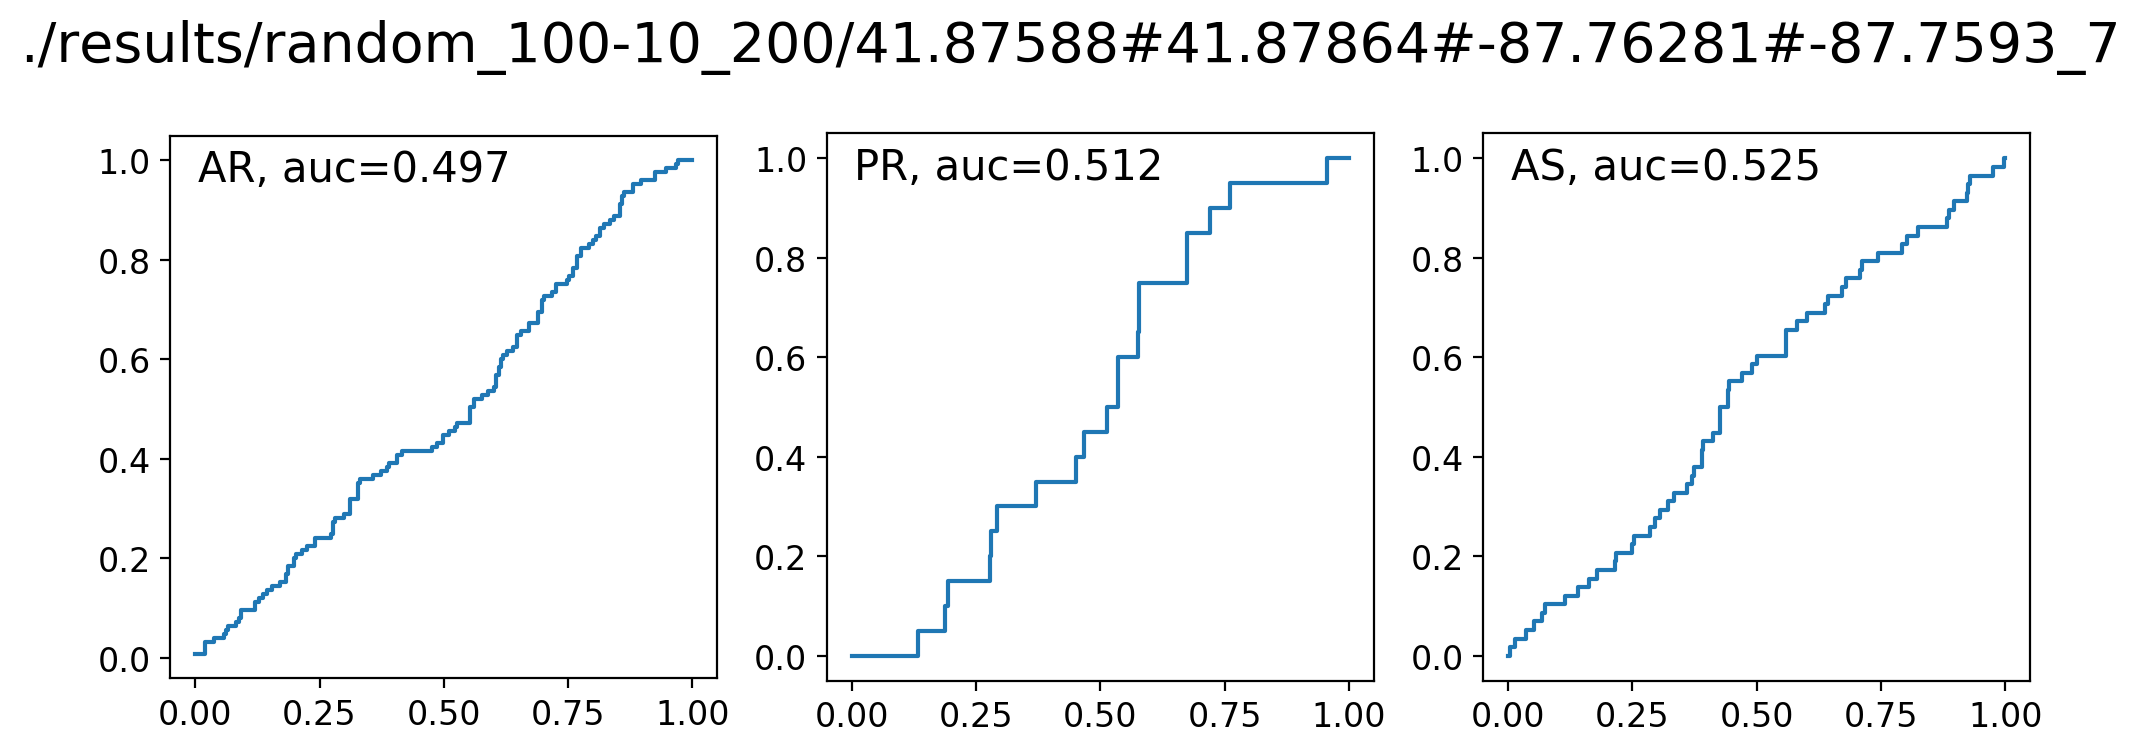 ./results/random_100-10_200/41.87588#41.87864#-87.76281#-87.7593_7
AR, auc=0.497
1.0
0.8
0.6
0.4
0.2
0.0
0.00 0.25 0.50 0.75 1.00
PR, auc=0.512
1.0
0.8
0.6
0.4
0.2
0.0
0.00 0.25 0.50 0.75 1.00
AS, auc=0.525
1.0
0.8
0.6
0.4
0.2
0.0
0.00 0.25 0.50 0.75 1.00